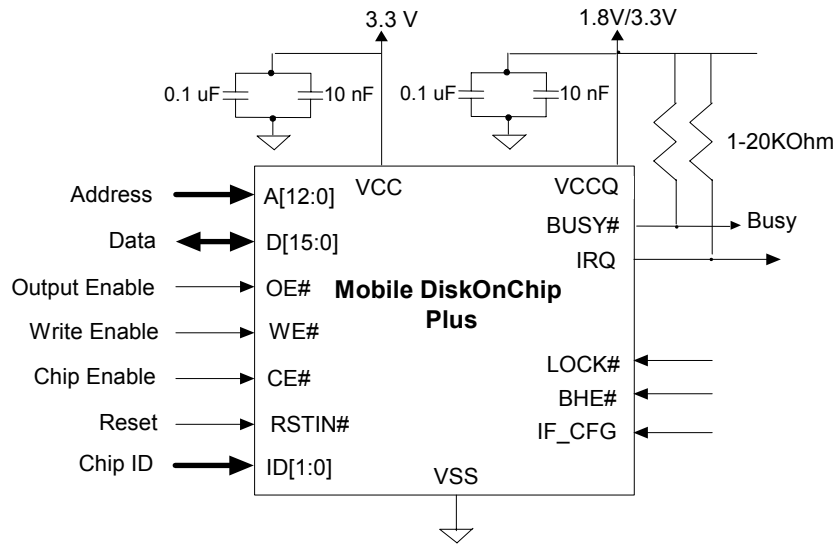 3.3 V
1.8V/3.3V
0.1 uF
10 nF
0.1 uF
10 nF
1-20KOhm
VCC
VCCQ
Address
A[12:0]
BUSY#
Busy
Data
D[15:0]
IRQ
Output Enable
OE#
Mobile DiskOnChip
Plus
Write Enable
WE#
LOCK#
Chip Enable
CE#
BHE#
Reset
RSTIN#
IF_CFG
Chip ID
ID[1:0]
VSS